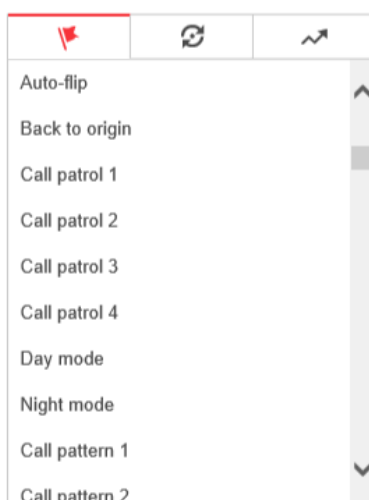 Auto-flip
Back to origin
Call patrol 1
Call patrol 2
Call patrol 3
Call patrol 4
Day mode
Night mode
Call pattern 1
Call pattern 2